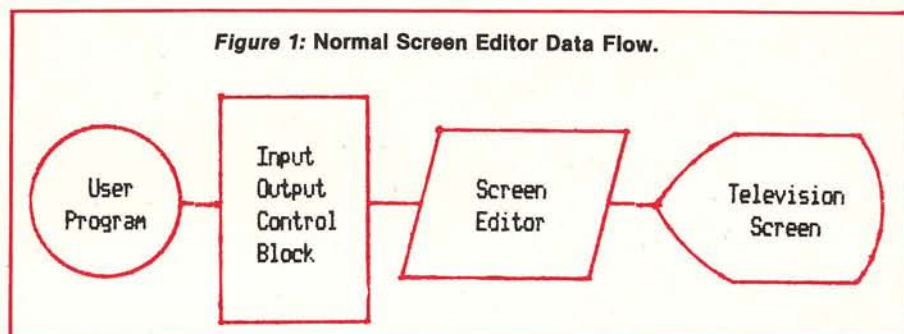 Figure 1: Normal Screen Editor Data Flow.
User
Program
Input
Output
Control
Block
Screen
Editor
Television
Screen